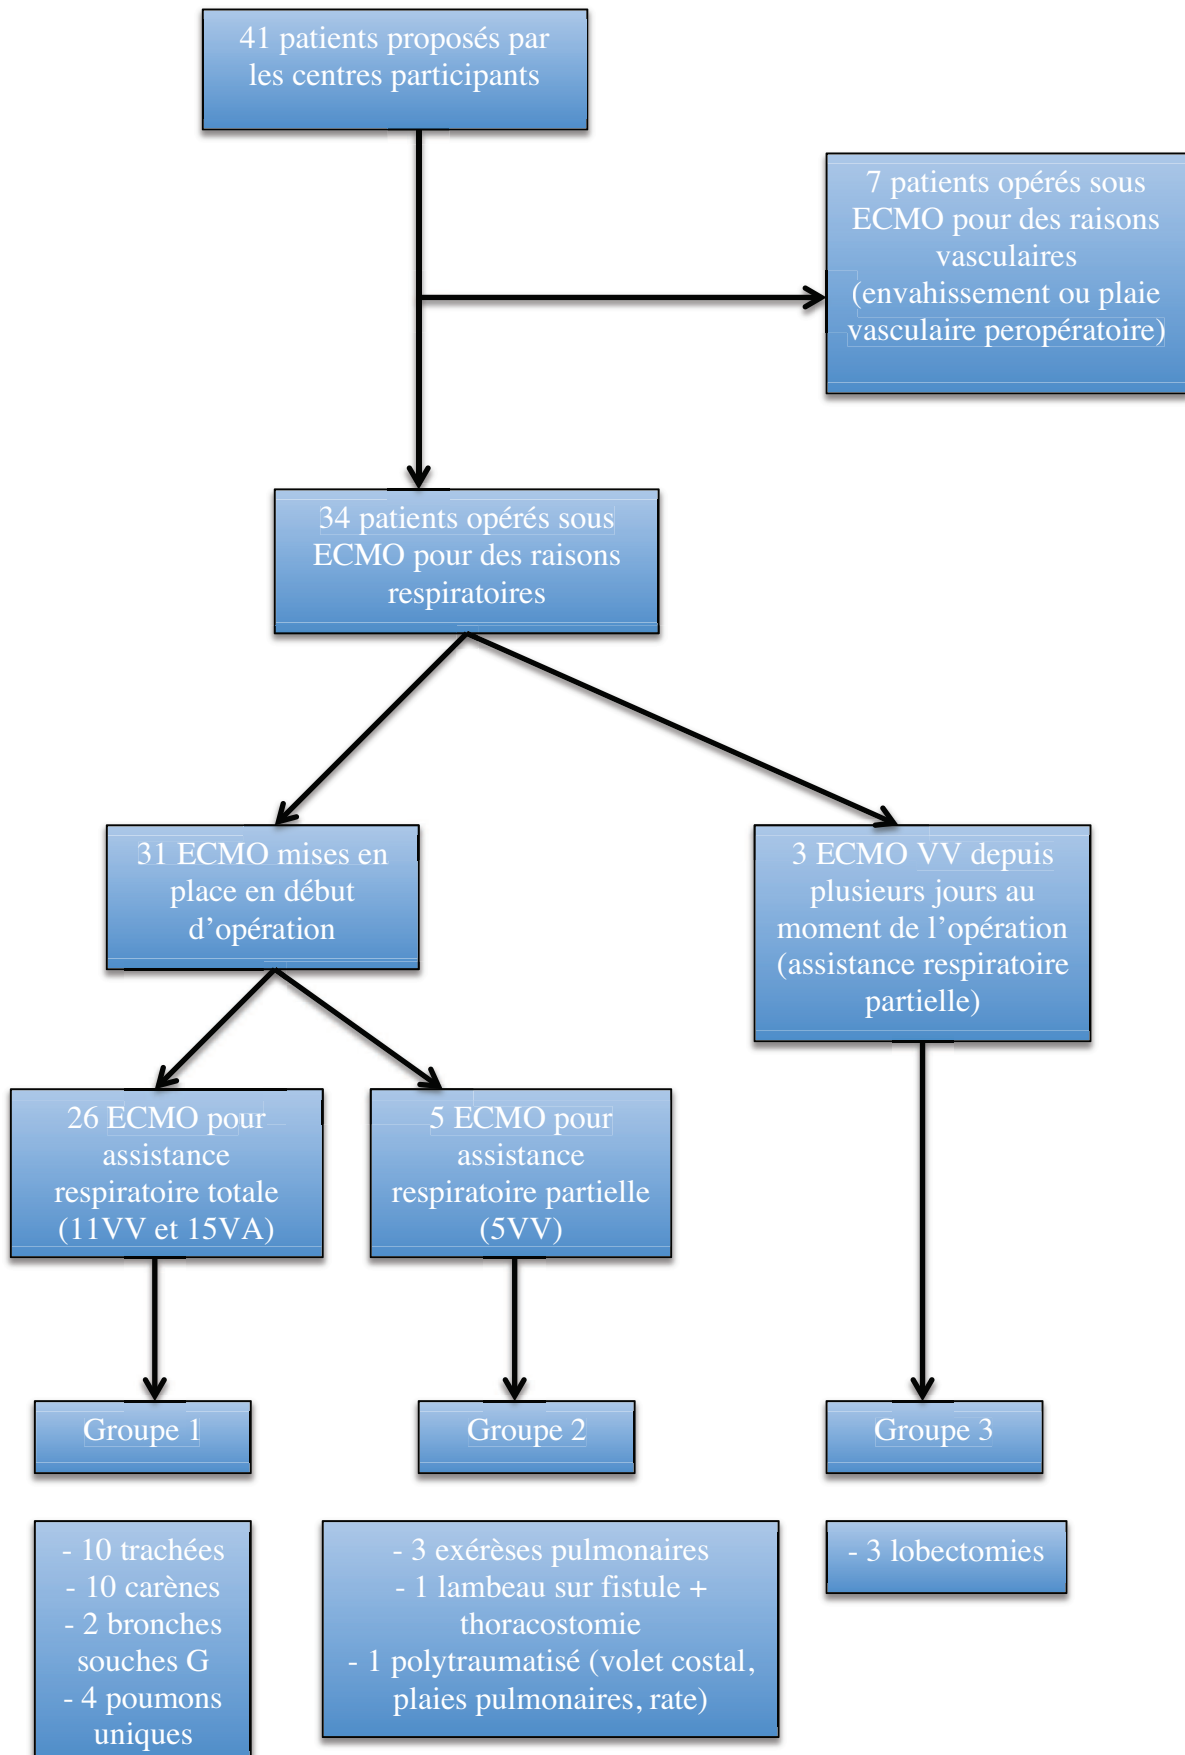 41 patients proposés par
les centres participants
7 patients opérés sous
ECMO pour des raisons
vasculaires
(envahissement ou plaie
vasculaire peropératoire)
34 patients opérés sous
ECMO pour des raisons
respiratoires
31 ECMO mises en
place en début
d’opération
3 ECMO VV depuis
plusieurs jours au
moment de l’opération
(assistance respiratoire
partielle)
26 ECMO pour
assistance
respiratoire totale
(11VV et 15VA)
5 ECMO pour
assistance
respiratoire partielle
(5VV)
Groupe 1
Groupe 2
Groupe 3
- 10 trachées
- 10 carènes
- 2 bronches
souches G
- 4 poumons
uniques
- 3 exérèses pulmonaires
- 1 lambeau sur fistule +
thoracostomie
- 1 polytraumatisé (volet costal,
plaies pulmonaires, rate)
- 3 lobectomies